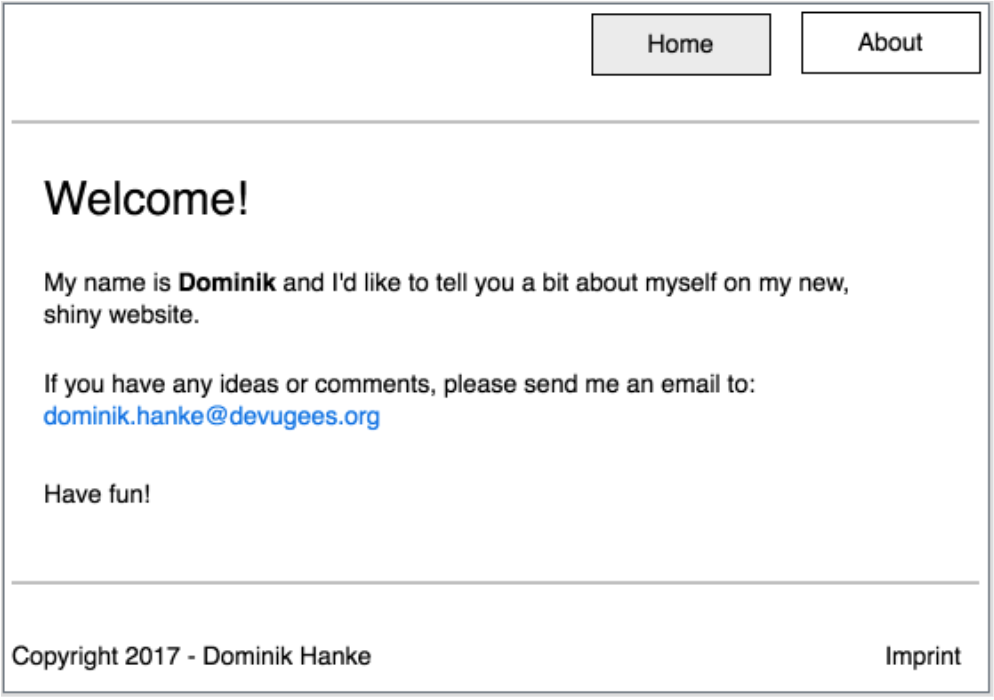 Home
About
Welcome!
My name is Dominik and I'd like to tell you a bit about myself on my new,
shiny website.
If you have any ideas or comments, please send me an email to:
dominik.hanke@devugees.org
Have fun!
Copyright 2017 - Dominik Hanke
Imprint